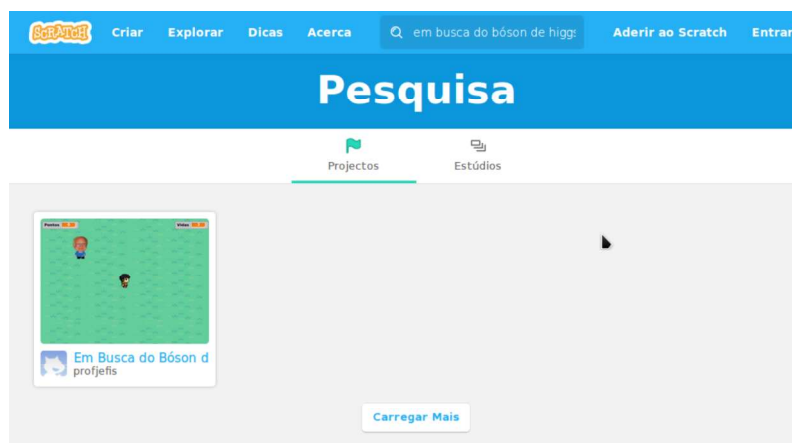 SCRATCH Criar Explorar Dicas Acerca em busca do bóson de higgs Aderir ao Scratch Entrar
Pesquisa
Projectos Estúdios
Pontos Vidas
Em Busca do Bóson d
profjefis
Carregar Mais